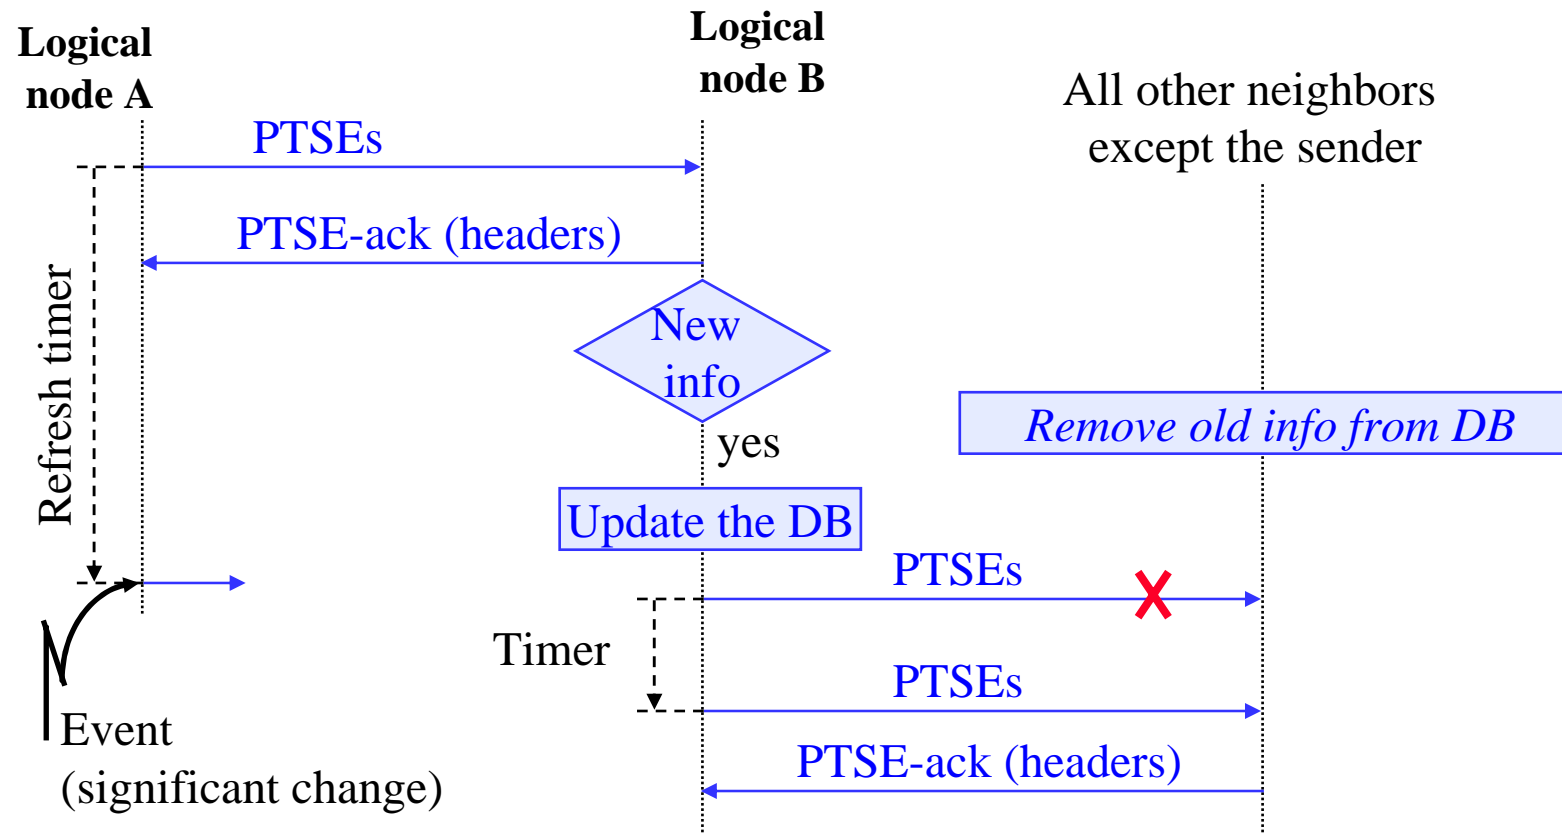 Logical
node A
Logical
node B
All other neighbors
except the sender
PTSEs
PTSE-ack (headers)
Refresh timer
New
info
yes
Remove old info from DB
Update the DB
PTSEs
Timer
PTSEs
Event
(significant change)
PTSE-ack (headers)